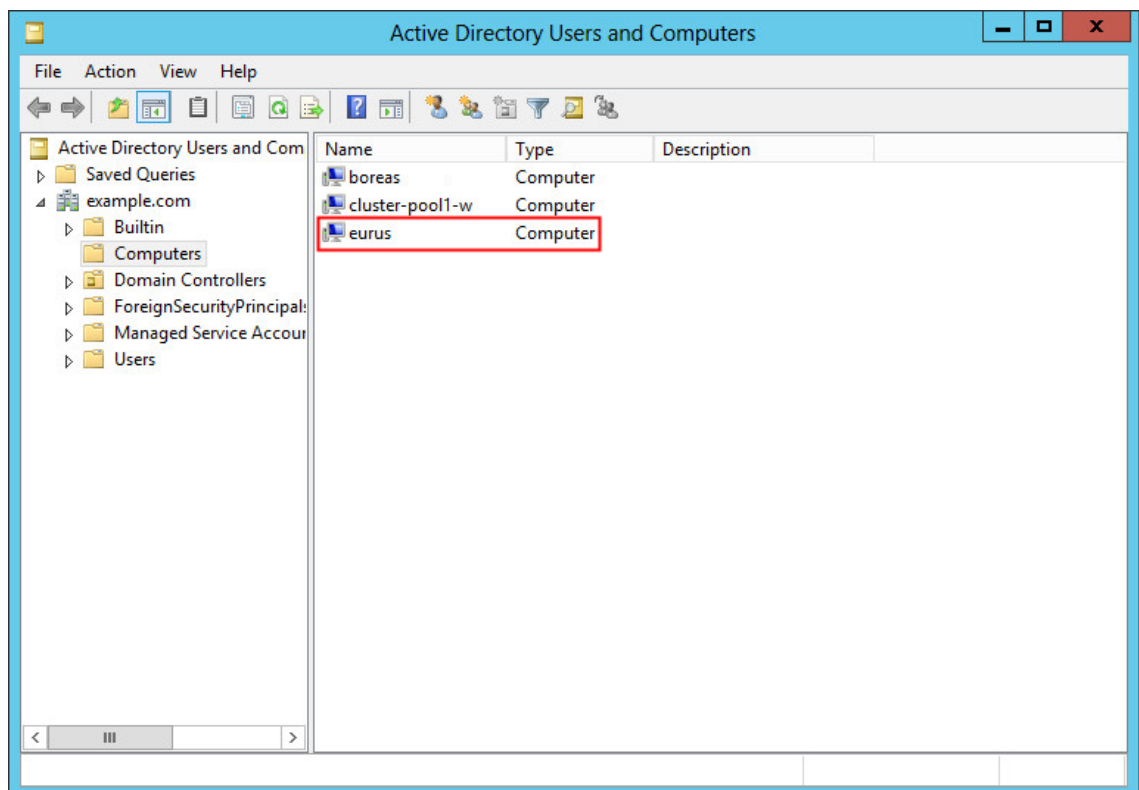 Active Directory Users and Computers
x
File Action View Help
Active Directory Users and Com
Saved Queries
example.com
Builtin
Computers
Domain Controllers
ForeignSecurityPrincipal
Managed Service Accour
Users
Name Type Description
boreas Computer
cluster-pool1-w Computer
eurus Computer